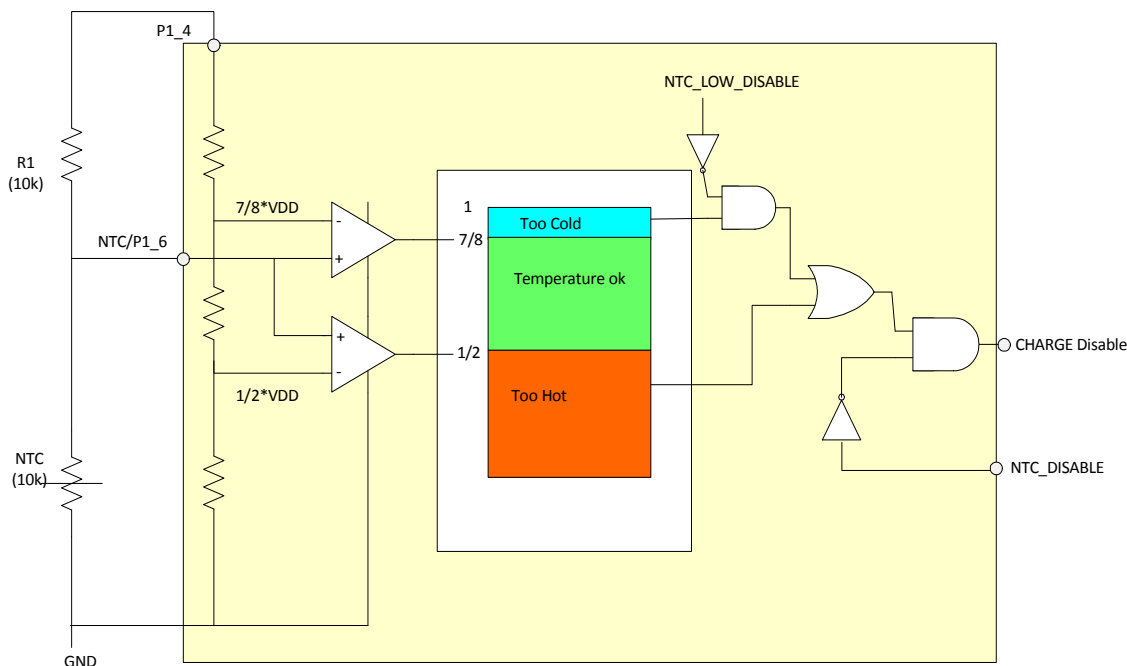 P1_4
NTC_LOW_DISABLE
R1
(10k)
1
7/8*VDD
Too Cold
7/8
NTC/P1_6
Temperature ok
1/2
CHARGE Disable
1/2*VDD
Too Hot
NTC
(10k)
NTC_DISABLE
GND